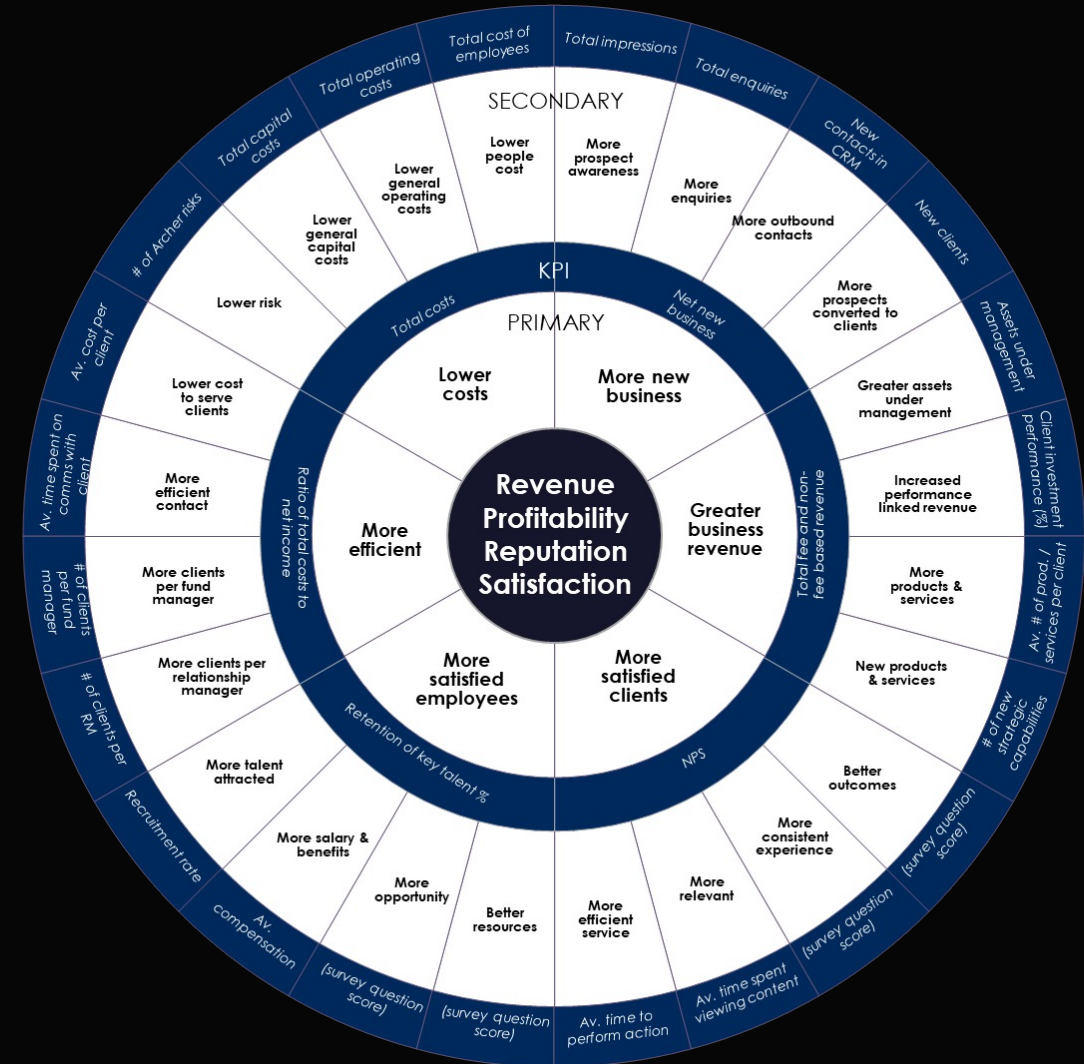 Total impressions
Total enquiries
New
contacts in
CRM
New clients
Assets under
management
Client investment
performance (%)
Av. # of prod. /
services per client
# of new
strategic
capabilities
(survey question
score)
(survey question
score)
Av. time spent
viewing content
Av. time to
perform action
(survey question
score)
(survey question
score)
Av.
compensation
Recruitment rate
# of clients per
RM
# of clients
per fund
manager
Av. time spent on
comms with
client
Av. cost per
client
# of Archer risks
Total capital
costs
Total operating
costs
Total cost of
employees
SECONDARY
More
prospect
awareness
More
enquiries
More outbound
contacts
More
prospects
converted to
clients
Greater assets
under
management
Increased
performance
linked revenue
More
products &
services
New products
& services
Better
outcomes
More
consistent
experience
More
relevant
More
efficient
service
Better
resources
More
opportunity
More salary &
benefits
More talent
attracted
More clients per
relationship
manager
More clients
per fund
manager
More
efficient
contact
Lower cost
to serve
clients
Lower risk
Lower
general
capital
costs
Lower
general
operating
costs
Lower
people
cost
KPI
Net new
business
Total fee and non-
fee based revenue
NPS
Retention of key talent %
Ratio of total costs to
net income
Total costs
PRIMARY
More new
business
Greater
business
revenue
More
satisfied
clients
More
satisfied
employees
More
efficient
Lower
costs
Revenue
Profitability
Reputation
Satisfaction